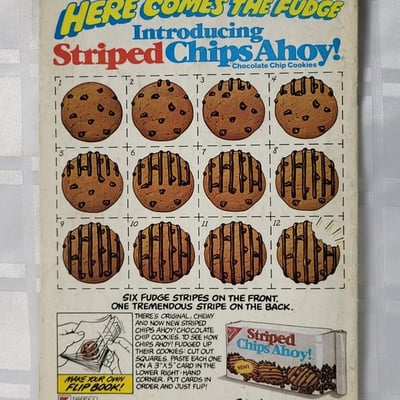 HERE COMES THE FUDGE
Introducing
Striped Chips Ahoy!
Chocolate Chip Cookies
1 2 3 4
5 6 7 8
9 10 11 12
SIX FUDGE STRIPES ON THE FRONT.
ONE TREMENDOUS STRIPE ON THE BACK.
THERE'S ORIGINAL, CHEWY
AND NOW NEW STRIPED
CHIPS AHOY! CHOCOLATE
CHIP COOKIES. TO SEE HOW
CHIPS AHOY! FUDGED UP
THEIR COOKIES: CUT OUT
SQUARES. PASTE EACH ONE
ON A 3" X 5" CARD IN THE
LOWER RIGHT-HAND
CORNER. PUT CARDS IN
ORDER AND JUST FLIP!
MAKE YOUR OWN
FLIP BOOK!
NABISCO
Striped
Chips Ahoy!
NEW!